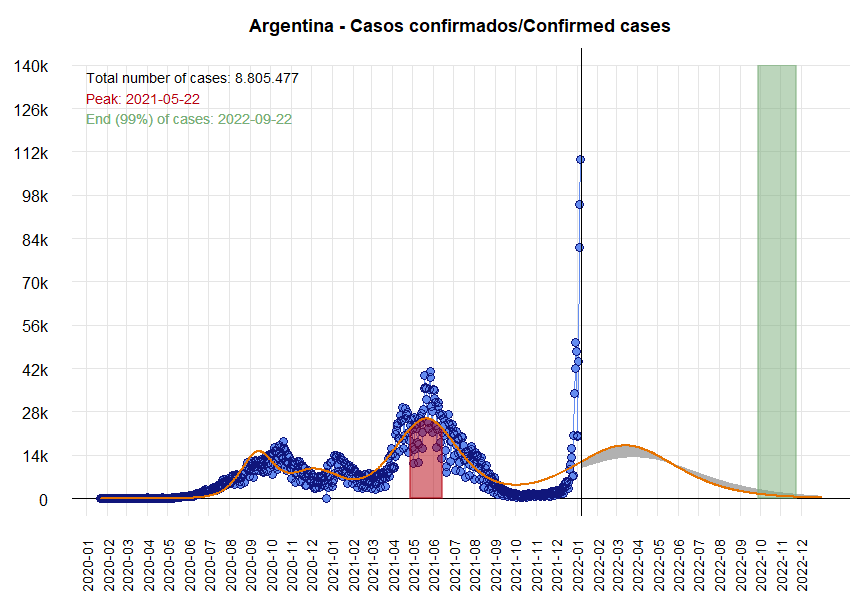 Argentina - Casos confirmados/Confirmed cases
Total number of cases: 8.805.477
Peak: 2021-05-22
End (99%) of cases: 2022-09-22
140k
126k
112k
98k
84k
70k
56k
42k
28k
14k
0
2020-01
2020-02
2020-03
2020-04
2020-05
2020-06
2020-07
2020-08
2020-09
2020-10
2020-11
2020-12
2021-01
2021-02
2021-03
2021-04
2021-05
2021-06
2021-07
2021-08
2021-09
2021-10
2021-11
2021-12
2022-01
2022-02
2022-03
2022-04
2022-05
2022-06
2022-07
2022-08
2022-09
2022-10
2022-11
2022-12